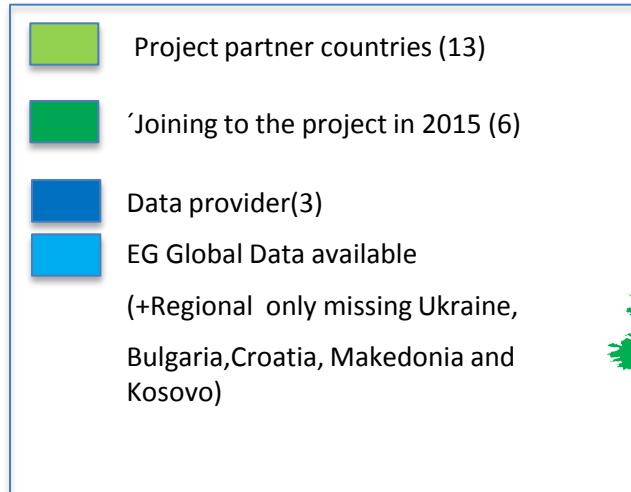 Project partner countries (13)
´Joining to the project in 2015 (6)
Data provider(3)
EG Global Data available
(+Regional only missing Ukraine,
Bulgaria,Croatia, Makedonia and
Kosovo)